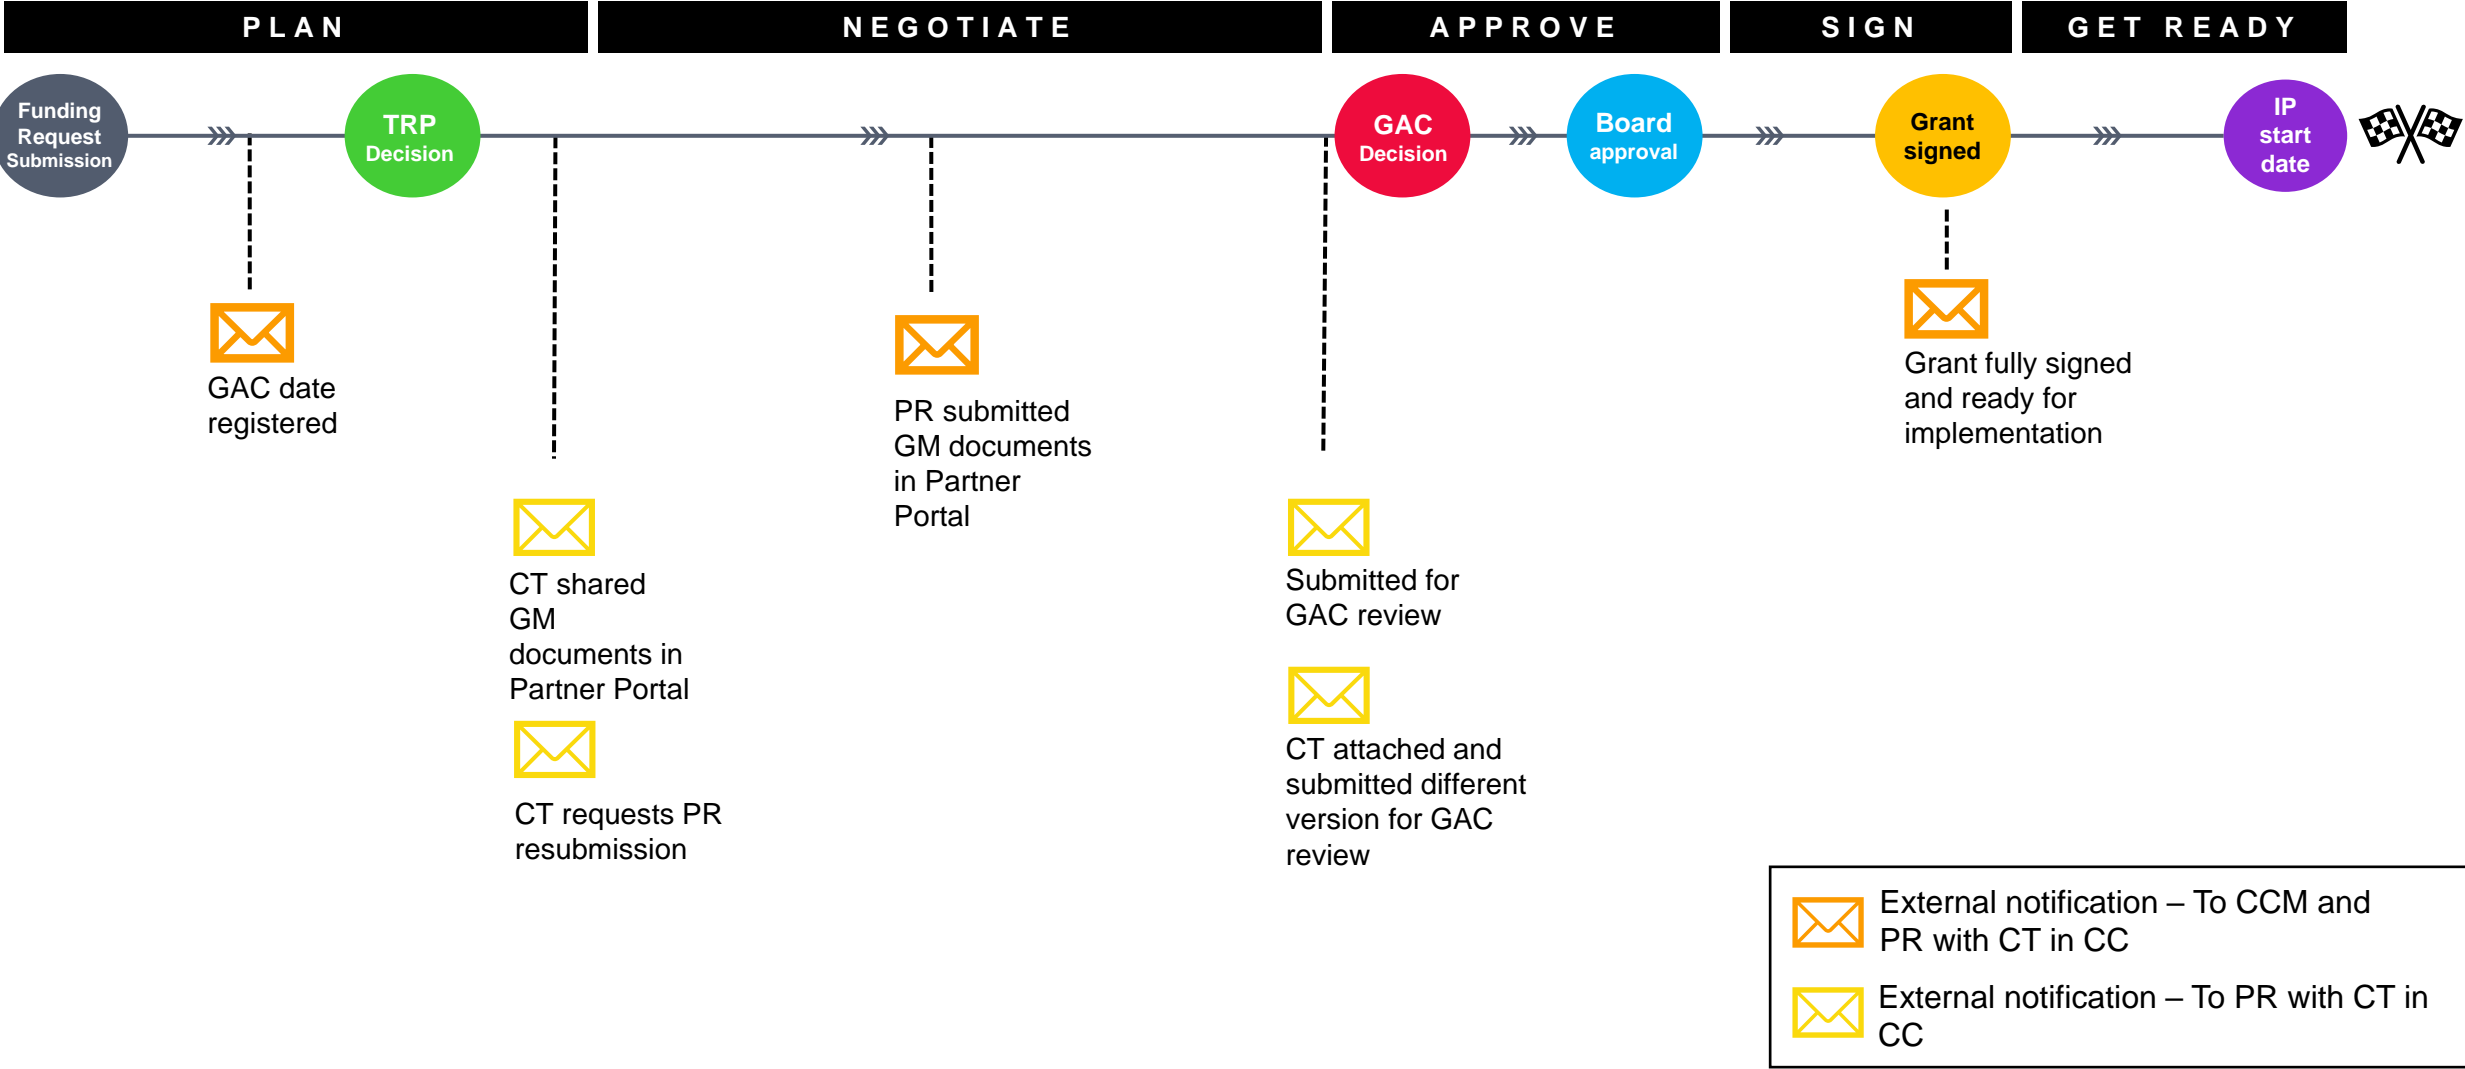 PLAN
NEGOTIATE
APPROVE
SIGN
GET READY
Funding
Request
Submission
TRP
Decision
GAC
Decision
Board
approval
Grant
signed
IP
start
date
GAC date
registered
CT shared
GM
documents in
Partner Portal
CT requests PR
resubmission
PR submitted
GM documents
in Partner
Portal
Submitted for
GAC review
CT attached and
submitted different
version for GAC
review
Grant fully signed
and ready for
implementation
External notification – To CCM and
PR with CT in CC
External notification – To PR with CT in
CC